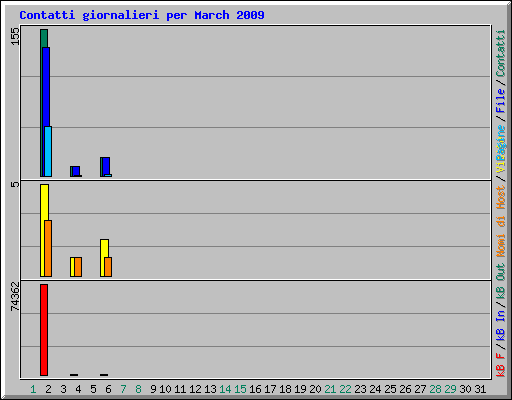 Contatti giornalieri per March 2009
155
5
74362
kB F / kB In / kB Out Nomi di Host / Pagine / File / Contatti
1 2 3 4 5 6 7 8 9 10 11 12 13 14 15 16 17 18 19 20 21 22 23 24 25 26 27 28 29 30 31